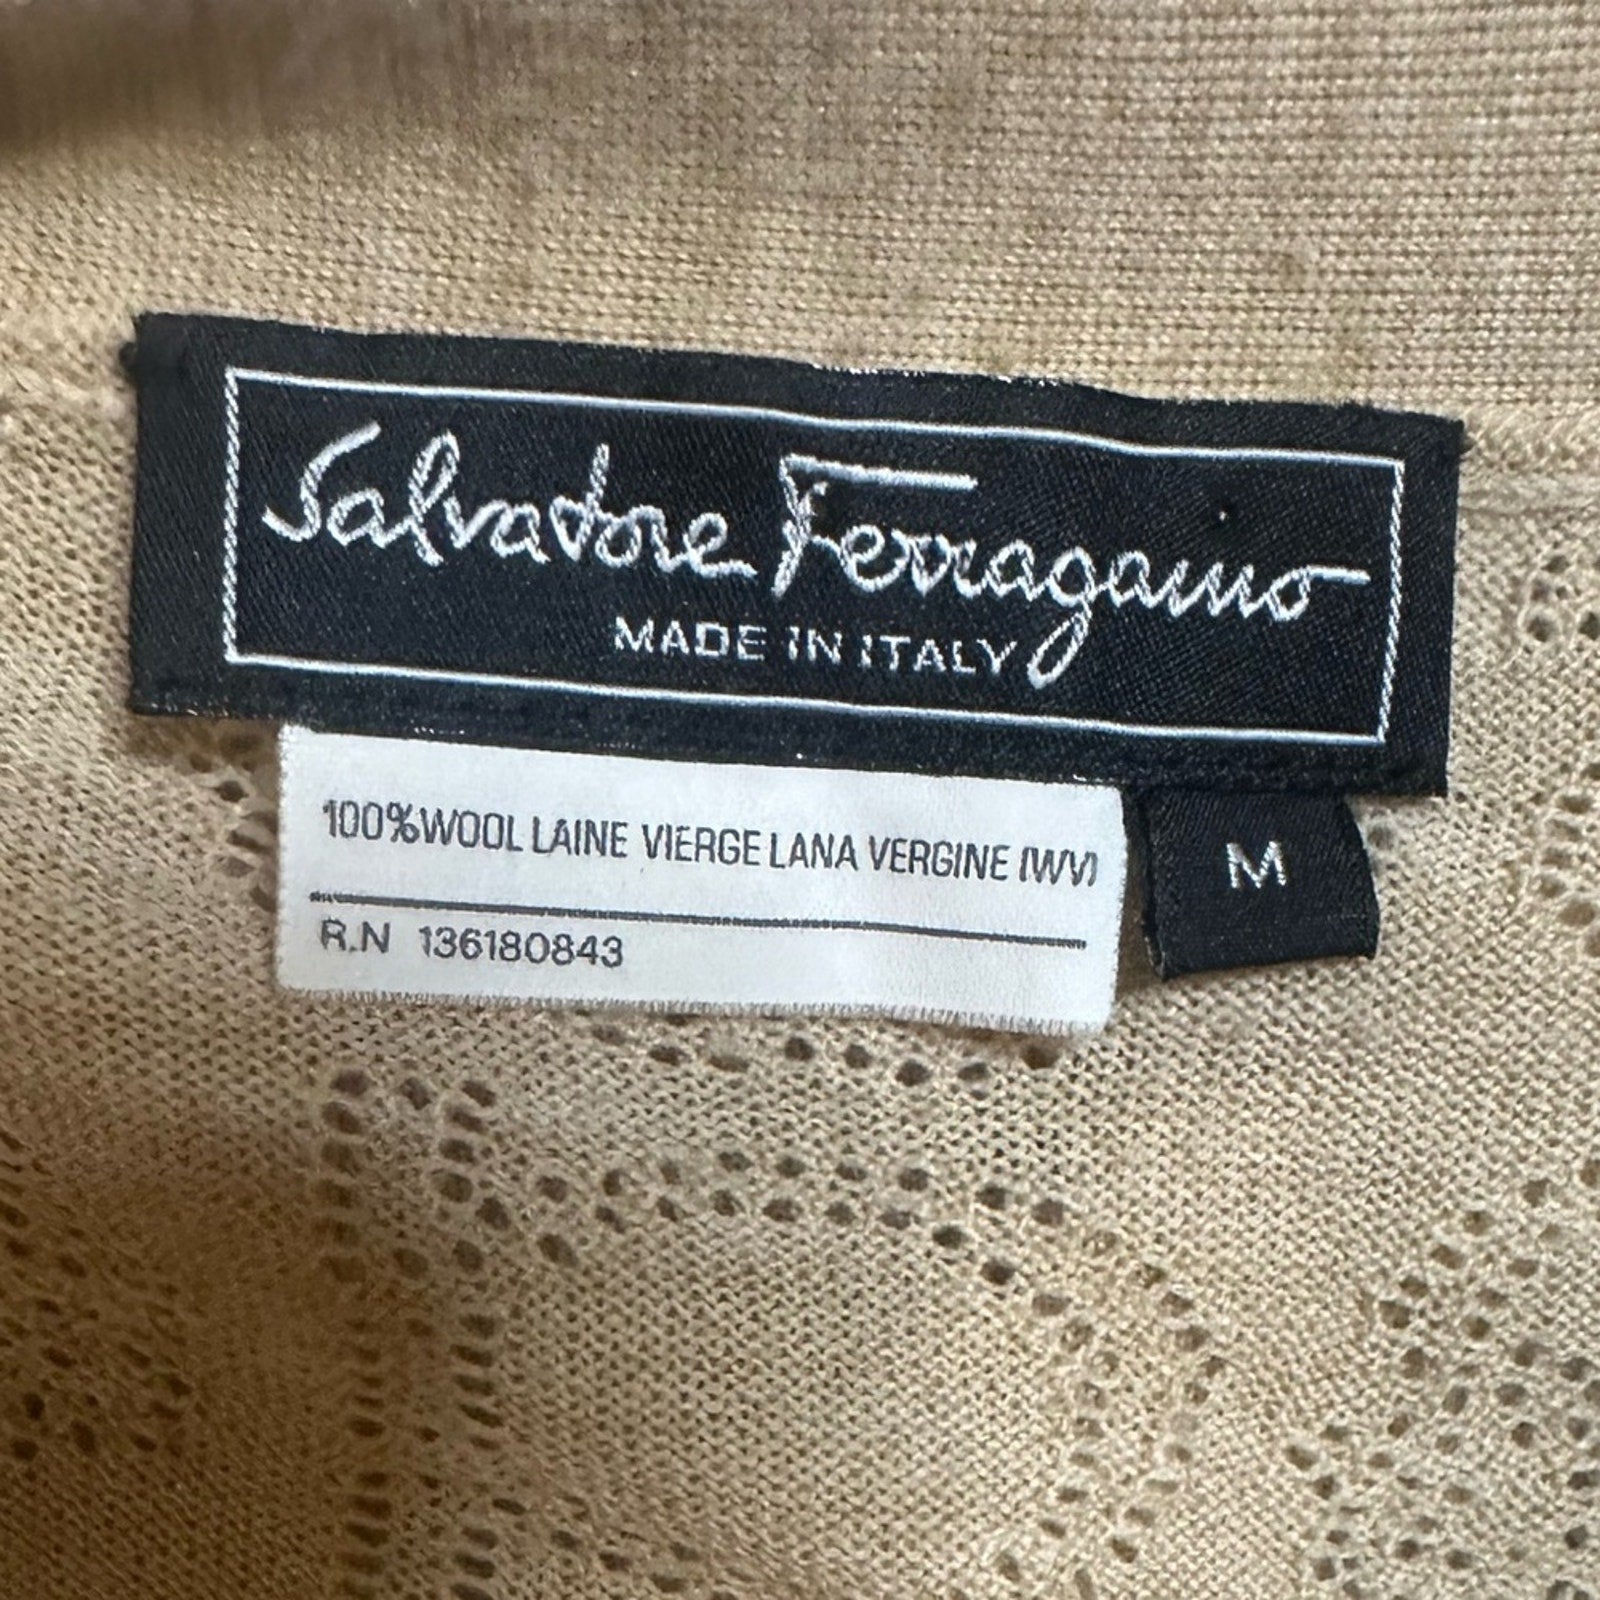 Salvatore Ferragamo
MADE IN ITALY
100%WOOL LAINE VIERGE LANA VERGINE (WV)
M
R.N 136180843